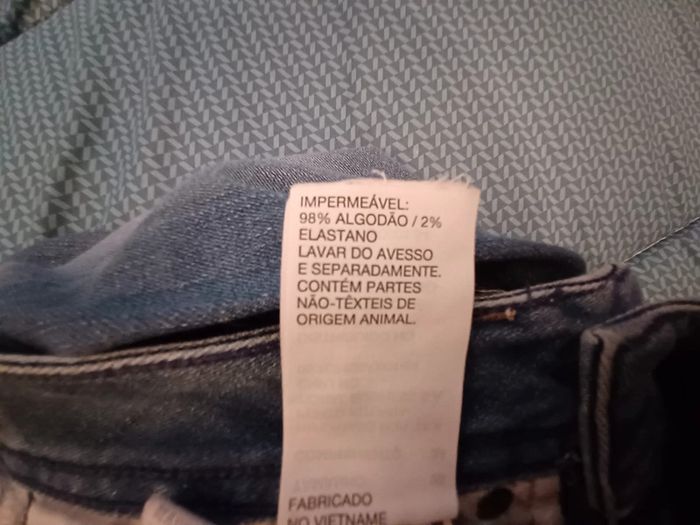 IMPERMEÁVEL:
98% ALGODÃO / 2%
ELASTANO
LAVAR DO AVESSO
E SEPARADAMENTE.
CONTÉM PARTES
NÃO-TÊXTEIS DE
ORIGEM ANIMAL.
FABRICADO
NO VIETNAME